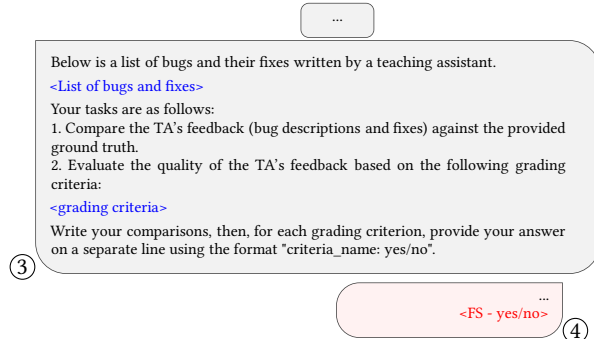 ...
Below is a list of bugs and their fixes written by a teaching assistant.
<List of bugs and fixes>
Your tasks are as follows:
1. Compare the TA's feedback (bug descriptions and fixes) against the provided
ground truth.
2. Evaluate the quality of the TA's feedback based on the following grading
criteria:
<grading criteria>
Write your comparisons, then, for each grading criterion, provide your answer
on a separate line using the format "criteria_name: yes/no".
3
...
<FS - yes/no>
4